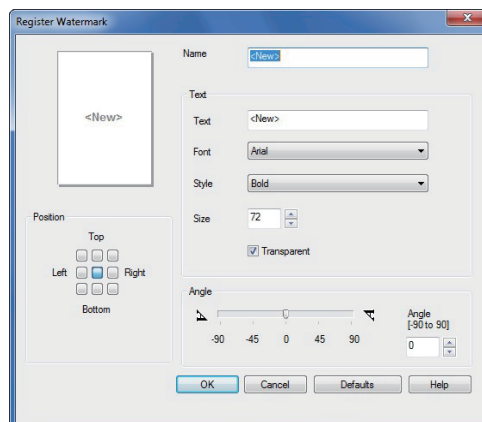 Register Watermark
x
Name
<New>
<New>
Text
Text
<New>
Font
Arial
Style
Bold
Size
72
Transparent
Position
Top
Left
Right
Bottom
Angle
A
A
-90 -45 0 45 90
Angle
[-90 to 90]
0
OK Cancel Defaults Help